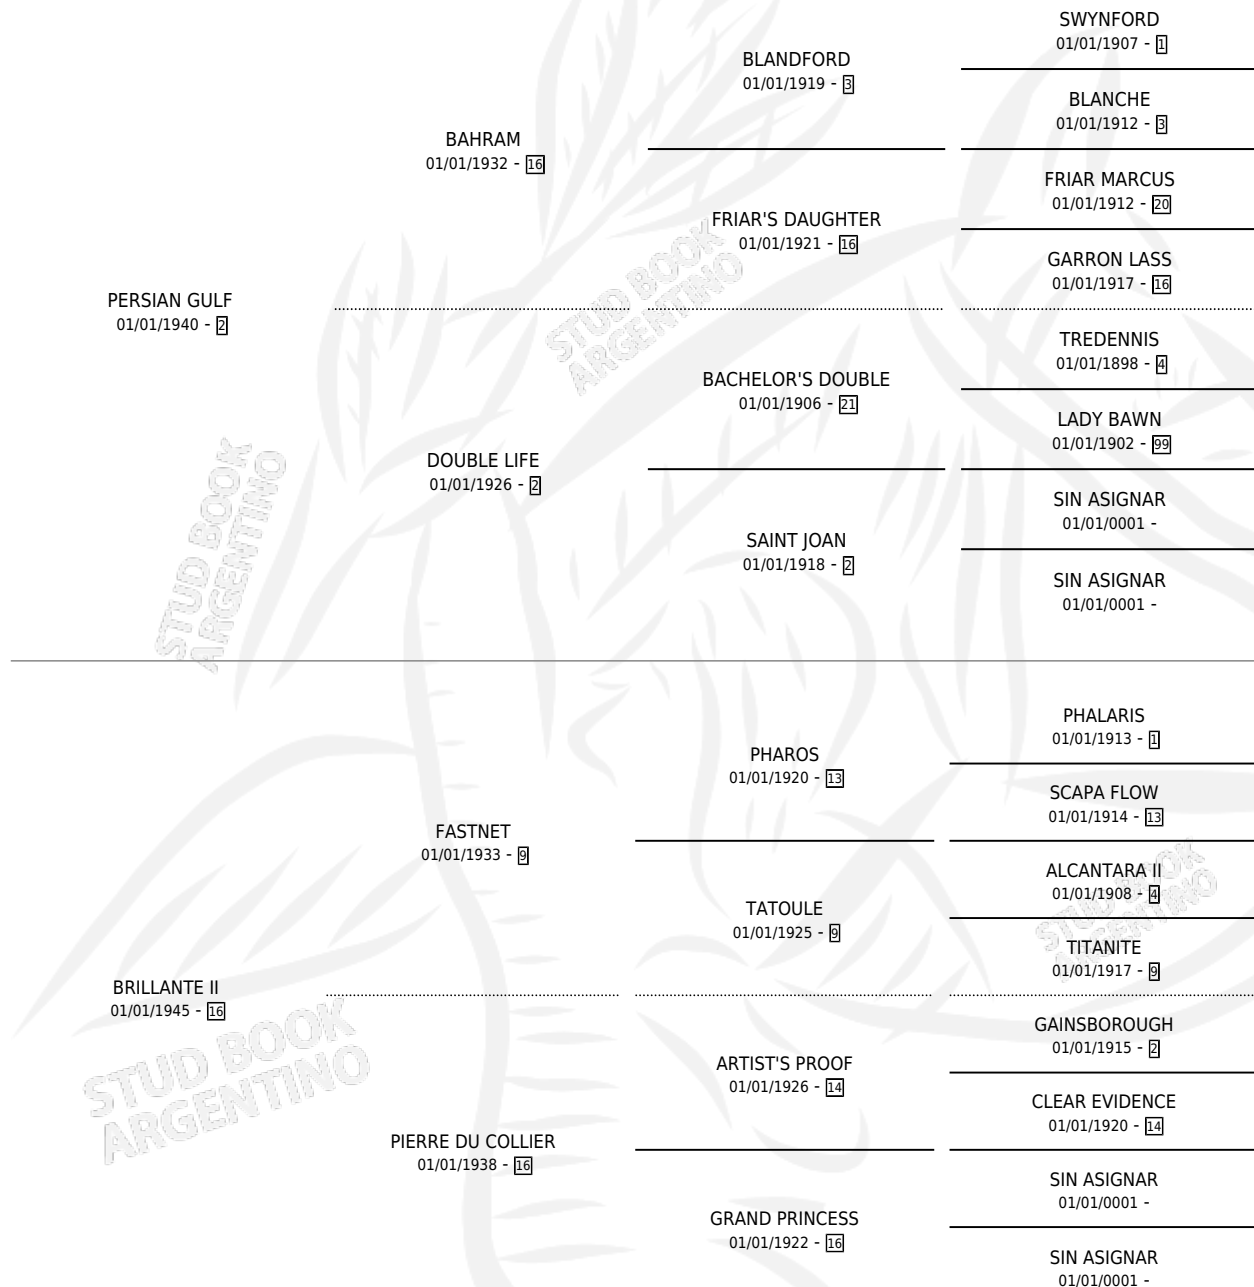 SWYNFORD
01/01/1907 - 1
BLANDFORD
01/01/1919 - 3
BLANCHE
01/01/1912 - 3
BAHRAM
01/01/1932 - 16
FRIAR MARCUS
01/01/1912 - 20
FRIAR'S DAUGHTER
01/01/1921 - 16
GARRON LASS
01/01/1917 - 16
PERSIAN GULF
01/01/1940 - 2
TREDENNIS
01/01/1898 - 4
BACHELOR'S DOUBLE
01/01/1906 - 21
LADY BAWN
01/01/1902 - 99
DOUBLE LIFE
01/01/1926 - 2
SIN ASIGNAR
01/01/0001 -
SAINT JOAN
01/01/1918 - 2
SIN ASIGNAR
01/01/0001 -
PHALARIS
01/01/1913 - 1
PHAROS
01/01/1920 - 13
SCAPA FLOW
01/01/1914 - 13
FASTNET
01/01/1933 - 9
ALCANTARA II
01/01/1908 - 4
TATOULE
01/01/1925 - 9
TITANITE
01/01/1917 - 9
BRILLANTE II
01/01/1945 - 16
GAINSBOROUGH
01/01/1915 - 2
ARTIST'S PROOF
01/01/1926 - 14
CLEAR EVIDENCE
01/01/1920 - 14
PIERRE DU COLLIER
01/01/1938 - 16
SIN ASIGNAR
01/01/0001 -
GRAND PRINCESS
01/01/1922 - 16
SIN ASIGNAR
01/01/0001 -
STUD BOOK
ARGENTINO
STUD BOOK
ARGENTINO
STUD BOOK
ARGENTINO
STUD BOOK
ARGENTINO